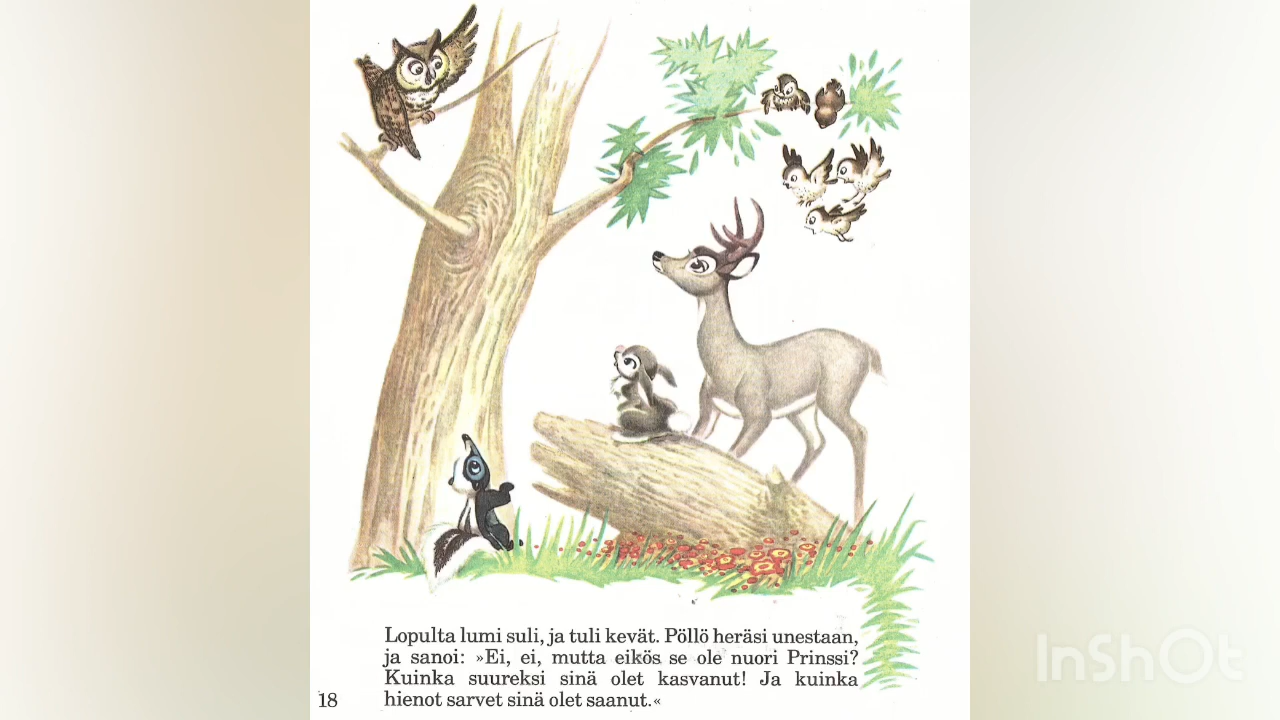 Lopulta lumi suli, ja tuli kevät. Pöllö heräsi unestaan,
ja sanoi: »Ei, ei, mutta eikös se ole nuori Prinssi?
Kuinka suureksi sinä olet kasvanut! Ja kuinka
hienot sarvet sinä olet saanut.«
18
InShOt